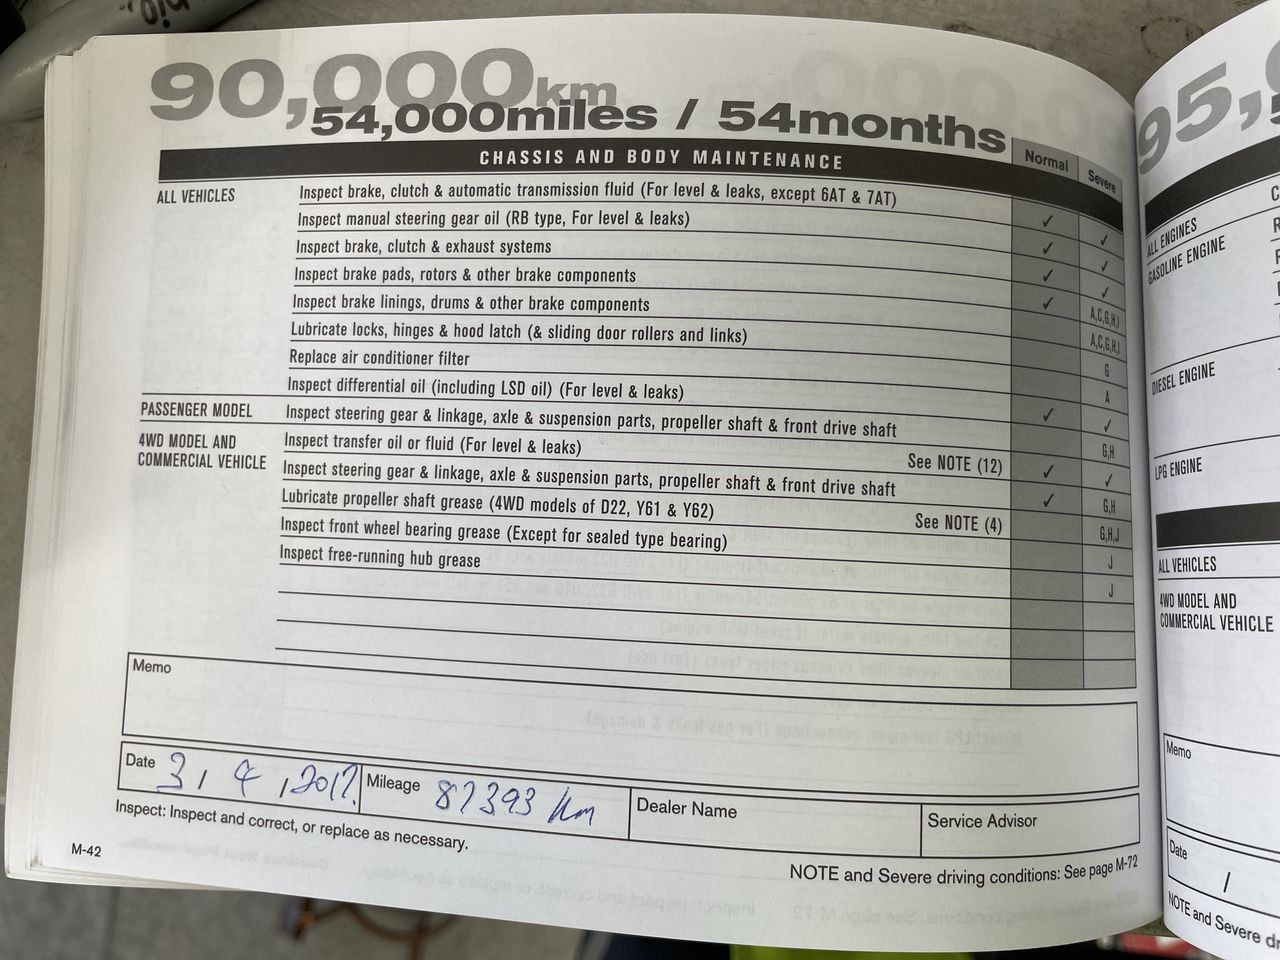 90,000km
54,000miles / 54months
CHASSIS AND BODY MAINTENANCE
Normal
Severe
ALL VEHICLES
Inspect brake, clutch & automatic transmission fluid (For level & leaks, except 6AT & 7AT) ✓ ✓
Inspect manual steering gear oil (RB type, For level & leaks) ✓ ✓
Inspect brake, clutch & exhaust systems ✓ ✓
Inspect brake pads, rotors & other brake components ✓ A,C,G,H,I
Inspect brake linings, drums & other brake components A,C,G,H,I
Lubricate locks, hinges & hood latch (& sliding door rollers and links) G
Replace air conditioner filter A
Inspect differential oil (including LSD oil) (For level & leaks) ✓ ✓
PASSENGER MODEL
Inspect steering gear & linkage, axle & suspension parts, propeller shaft & front drive shaft G,H
4WD MODEL AND
COMMERCIAL VEHICLE
Inspect transfer oil or fluid (For level & leaks) See NOTE (12) ✓ ✓
Inspect steering gear & linkage, axle & suspension parts, propeller shaft & front drive shaft ✓ G,H
Lubricate propeller shaft grease (4WD models of D22, Y61 & Y62) See NOTE (4) G,H,J
Inspect front wheel bearing grease (Except for sealed type bearing) J
Inspect free-running hub grease J
Memo
Date 3 / 4 / 2017. Mileage 87393 Km
Dealer Name
Service Advisor
Inspect: Inspect and correct, or replace as necessary.
M-42
NOTE and Severe driving conditions: See page M-72
95,
ALL ENGINES
GASOLINE ENGINE
DIESEL ENGINE
LPG ENGINE
ALL VEHICLES
4WD MODEL AND
COMMERCIAL VEHICLE
Memo
Date /
NOTE and Severe